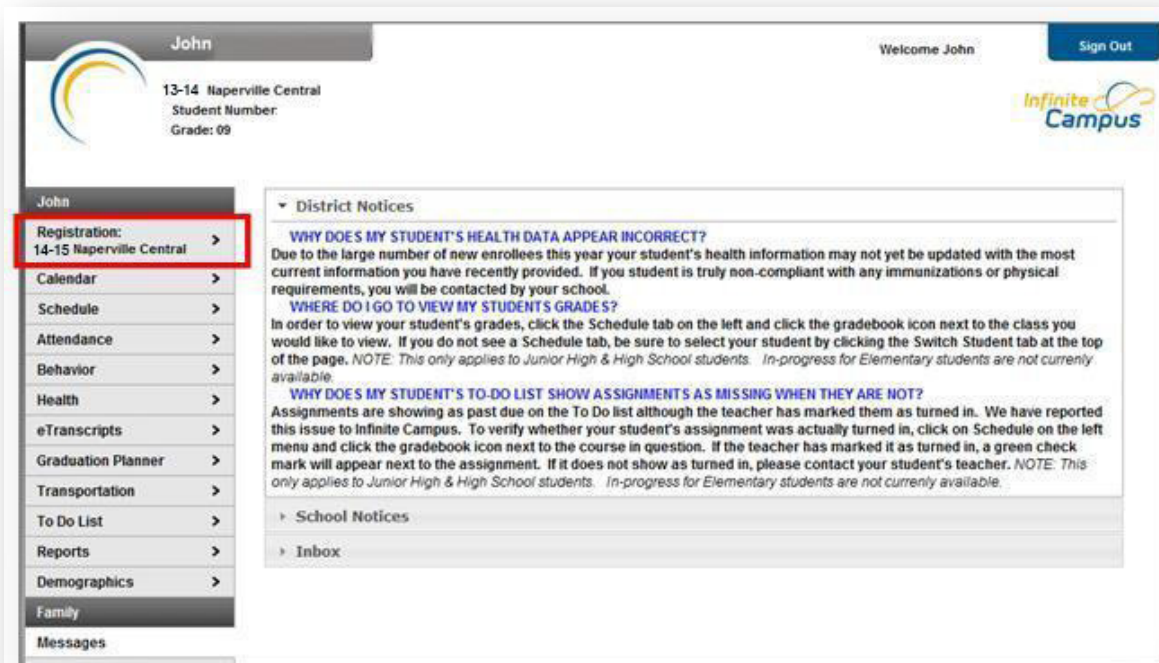 John
Welcome John
Sign Out
13-14 Naperville Central
Student Number:
Grade: 09
Infinite
Campus
John
Registration:
14-15 Naperville Central
Calendar
Schedule
Attendance
Behavior
Health
eTranscripts
Graduation Planner
Transportation
To Do List
Reports
Demographics
Family
Messages
District Notices
WHY DOES MY STUDENT'S HEALTH DATA APPEAR INCORRECT?
Due to the large number of new enrollees this year your student's health information may not yet be updated with the most
current information you have recently provided. If you student is truly non-compliant with any immunizations or physical
requirements, you will be contacted by your school.
WHERE DO I GO TO VIEW MY STUDENTS GRADES?
In order to view your student's grades, click the Schedule tab on the left and click the gradebook icon next to the class you
would like to view. If you do not see a Schedule tab, be sure to select your student by clicking the Switch Student tab at the top
of the page. NOTE: This only applies to Junior High & High School students. In-progress for Elementary students are not currenly
available.
WHY DOES MY STUDENT'S TO-DO LIST SHOW ASSIGNMENTS AS MISSING WHEN THEY ARE NOT?
Assignments are showing as past due on the To Do list although the teacher has marked them as turned in. We have reported
this issue to Infinite Campus. To verify whether your student's assignment was actually turned in, click on Schedule on the left
menu and click the gradebook icon next to the course in question. If the teacher has marked it as turned in, a green check
mark will appear next to the assignment. If it does not show as turned in, please contact your student's teacher. NOTE: This
only applies to Junior High & High School students. In-progress for Elementary students are not currenly available.
School Notices
Inbox